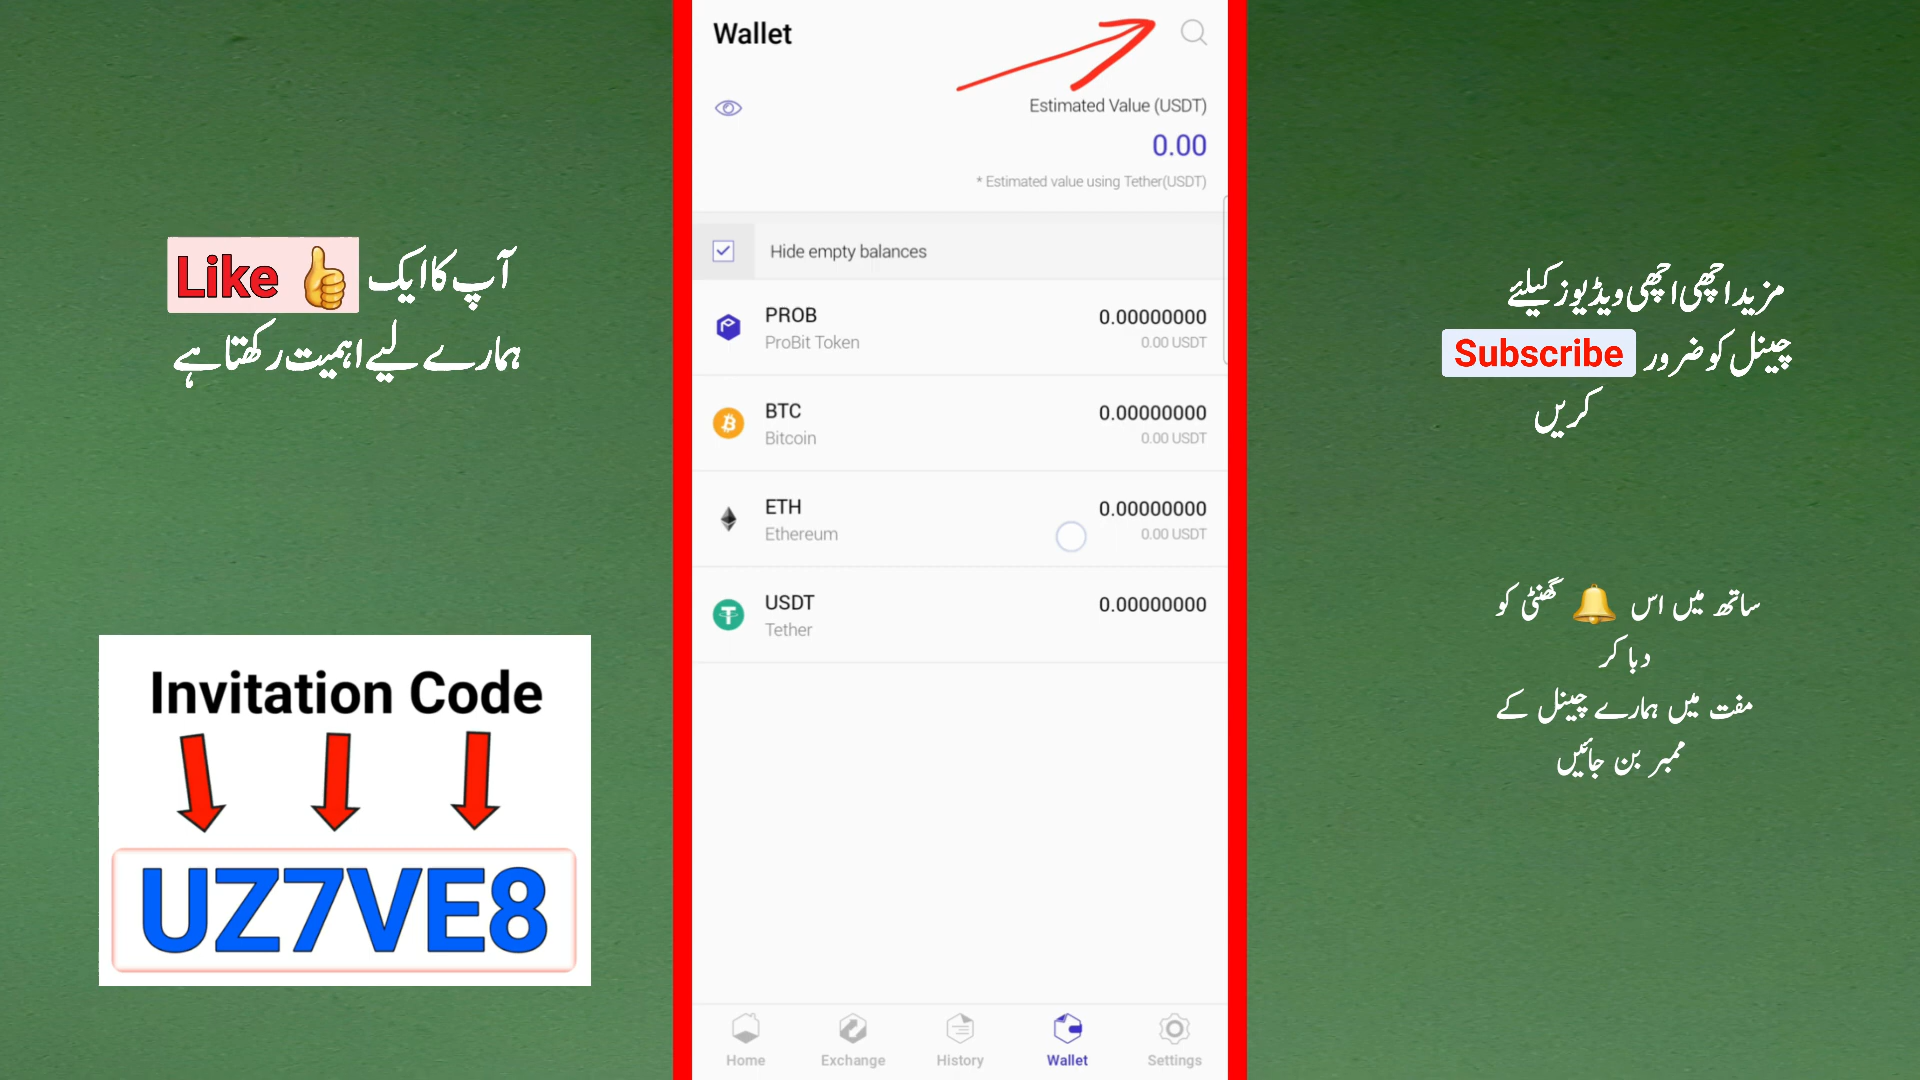 آپ کا ایک Like 👍
ہمارے لیے اہمیت رکھتا ہے
Invitation Code
UZ7VE8
Wallet
Estimated Value (USDT)
0.00
* Estimated value using Tether(USDT)
Hide empty balances
PROB 0.00000000
ProBit Token 0.00 USDT
BTC 0.00000000
Bitcoin 0.00 USDT
ETH 0.00000000
Ethereum 0.00 USDT
USDT 0.00000000
Tether
Home Exchange History Wallet Settings
مزید اچھی اچھی ویڈیوز کیلئے
چینل کو ضرور Subscribe
کریں
ساتھ میں اس 🔔 گھنٹی کو
دبا کر
مفت میں ہمارے چینل کے
ممبر بن جائیں